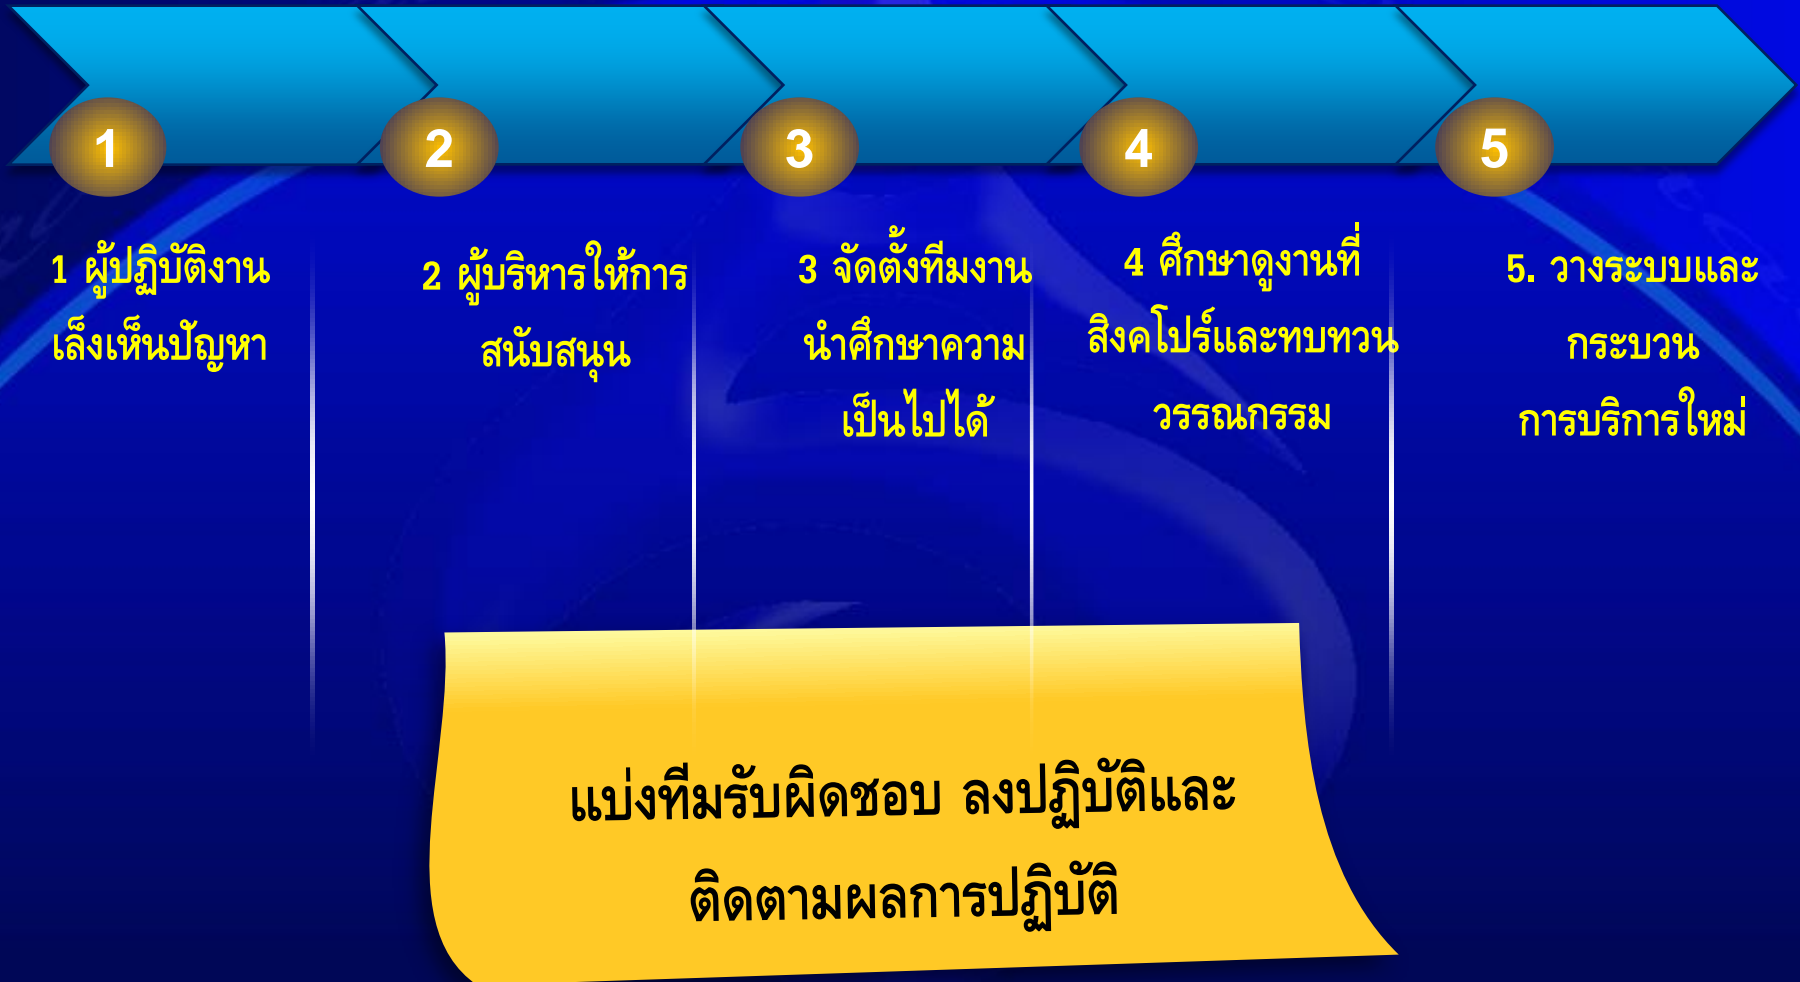 1
2
3
4
5
1 ผู้ปฏิบัติงาน
เล็งเห็นปัญหา
2 ผู้บริหารให้การ
สนับสนุน
3 จัดตั้งทีมงาน
นำศึกษาความ
เป็นไปได้
4 ศึกษาดูงานที่
สิงคโปร์และทบทวน
วรรณกรรม
5. วางระบบและ
กระบวน
การบริการใหม่
แบ่งทีมรับผิดชอบ ลงปฏิบัติและ
ติดตามผลการปฏิบัติ